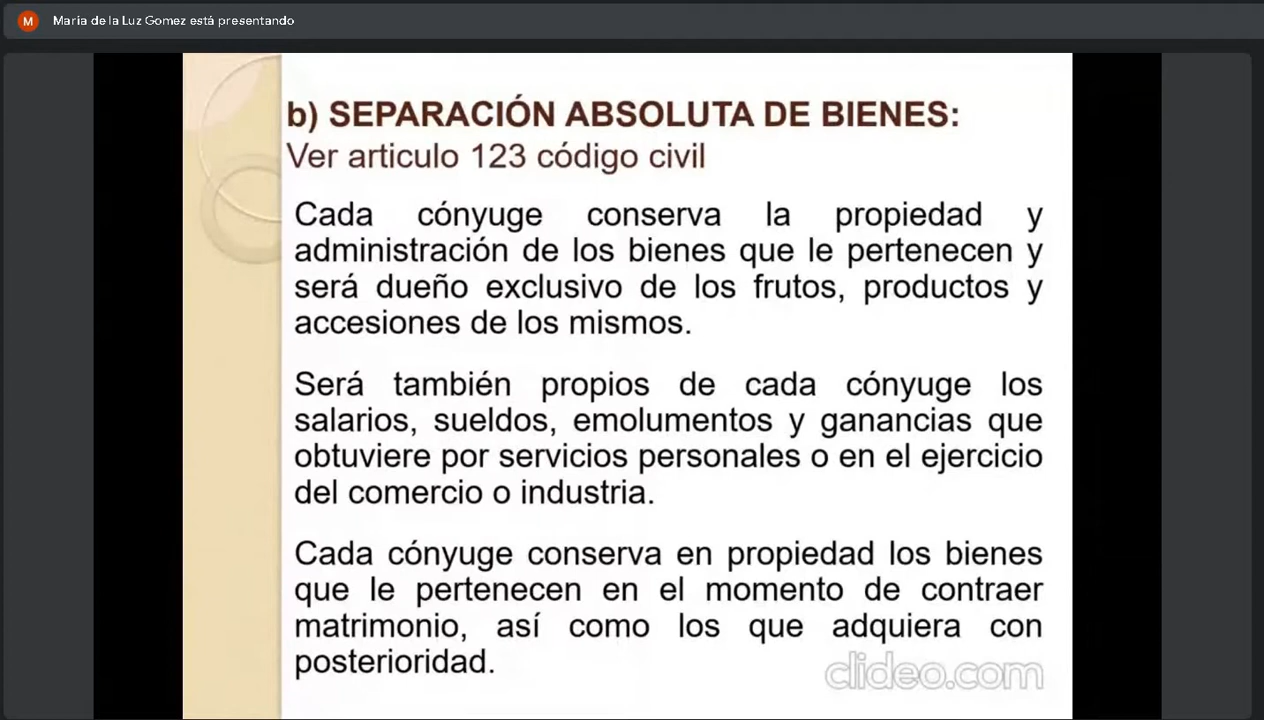 M
María de la Luz Gomez está presentando
b) SEPARACIÓN ABSOLUTA DE BIENES:
Ver articulo 123 código civil
Cada cónyuge conserva la propiedad y
administración de los bienes que le pertenecen y
será dueño exclusivo de los frutos, productos y
accesiones de los mismos.
Será también propios de cada cónyuge los
salarios, sueldos, emolumentos y ganancias que
obtuviere por servicios personales o en el ejercicio
del comercio o industria.
Cada cónyuge conserva en propiedad los bienes
que le pertenecen en el momento de contraer
matrimonio, así como los que adquiera con
posterioridad.
clideo.com